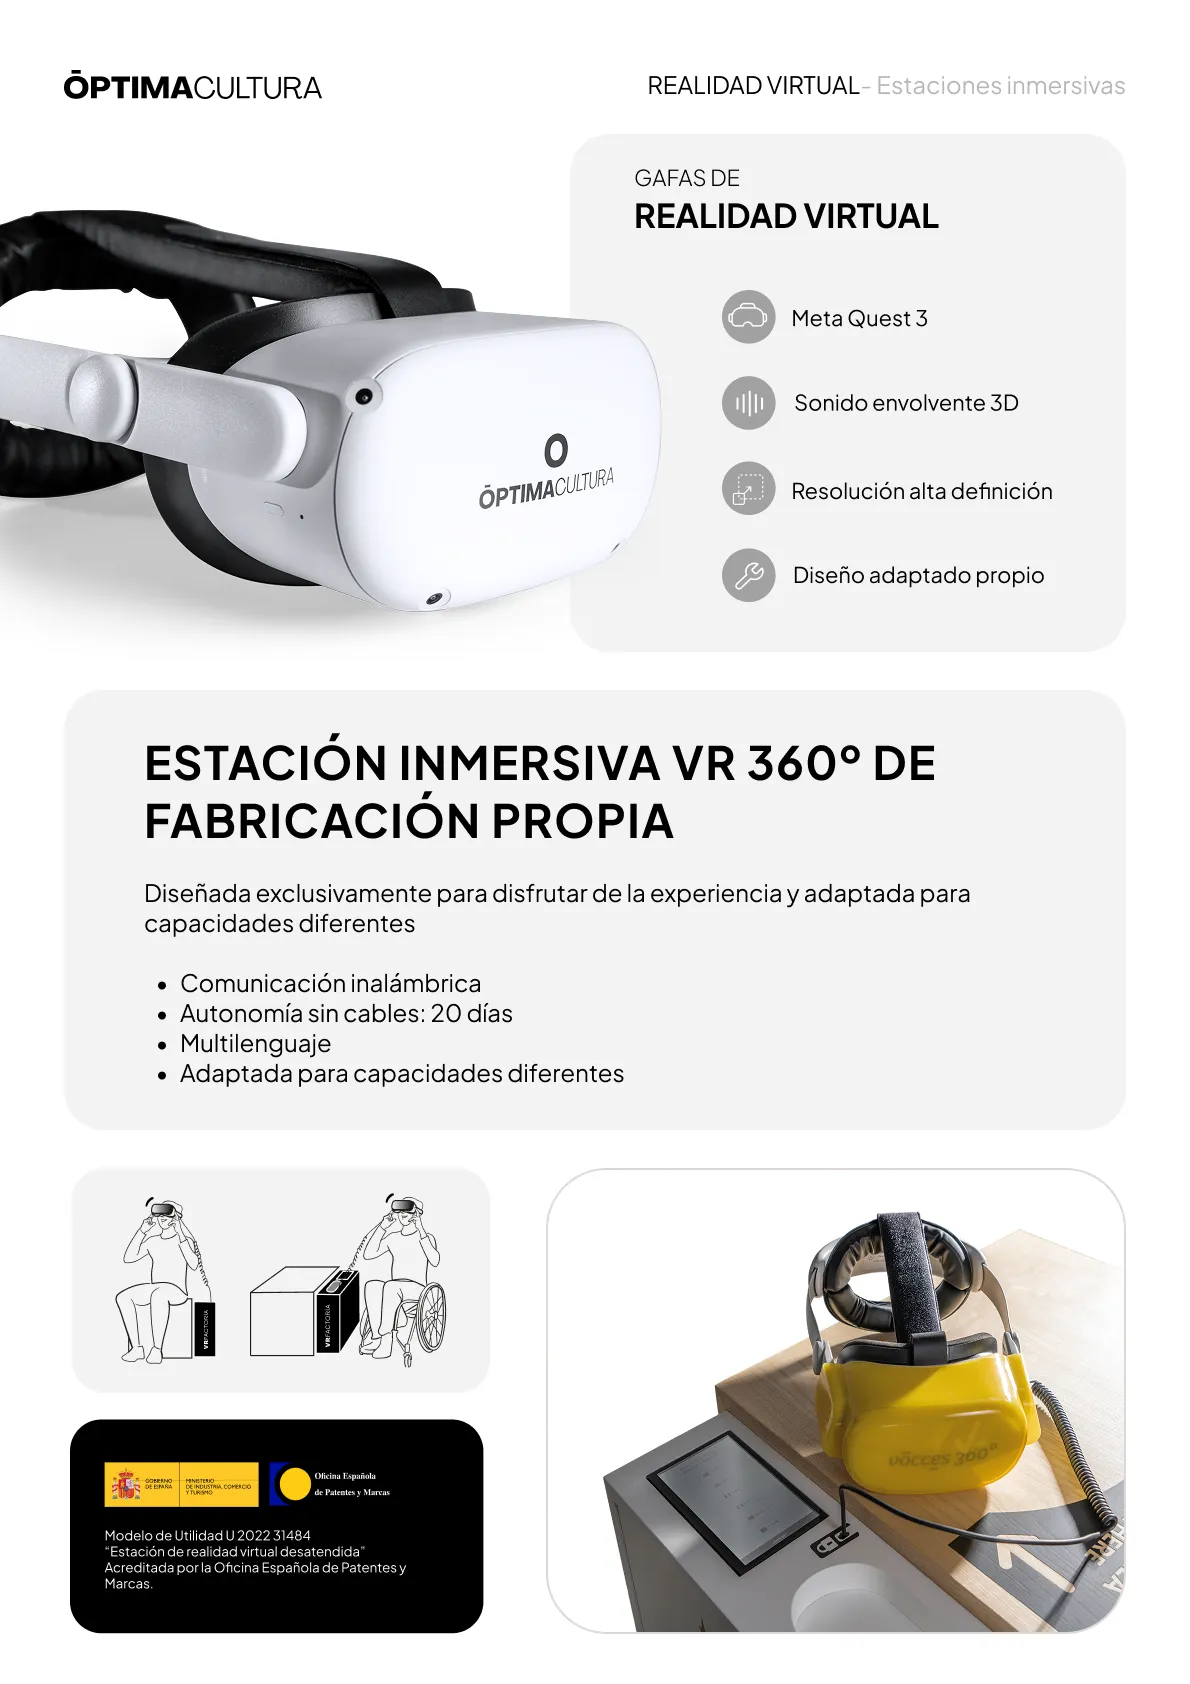 ŌPTIMACULTURA
REALIDAD VIRTUAL- Estaciones inmersivas
GAFAS DE
REALIDAD VIRTUAL
Meta Quest 3
Sonido envolvente 3D
Resolución alta definición
Diseño adaptado propio
O
ŌPTIMACULTURA
ESTACIÓN INMERSIVA VR 360º DE
FABRICACIÓN PROPIA
Diseñada exclusivamente para disfrutar de la experiencia y adaptada para
capacidades diferentes
• Comunicación inalámbrica
• Autonomía sin cables: 20 días
• Multilenguaje
• Adaptada para capacidades diferentes
VRFACTORIA
VRFACTORIA
GOBIERNO
DE ESPAÑA
MINISTERIO
DE INDUSTRIA, COMERCIO
Y TURISMO
Oficina Española
de Patentes y Marcas
Modelo de Utilidad U 2022 31484
“Estación de realidad virtual desatendida”
Acreditada por la Oficina Española de Patentes y
Marcas.
vōcces 360º
HERE